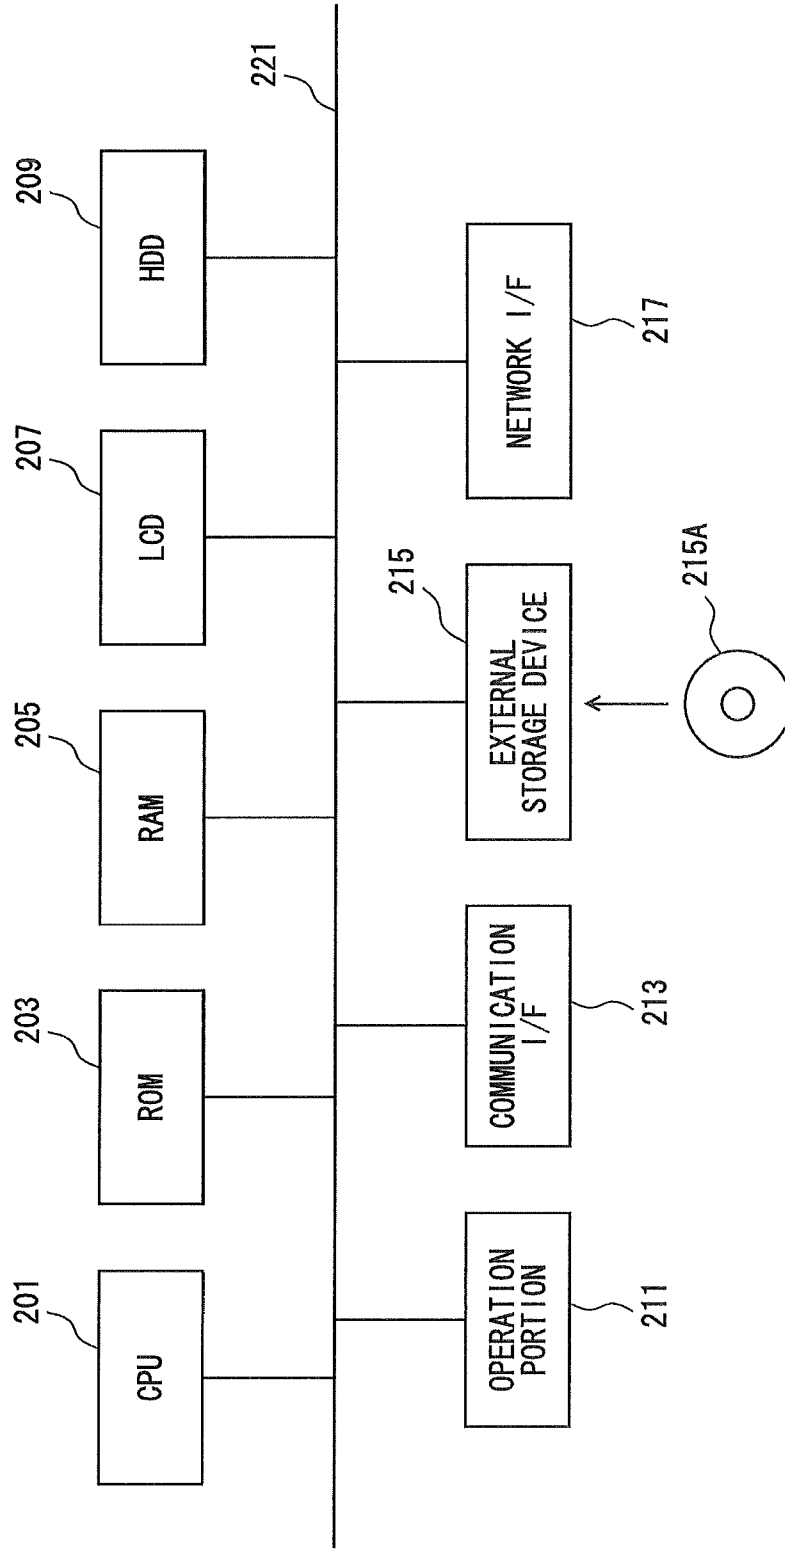 201
203
205
207
209
CPU
ROM
RAM
LCD
HDD
221
OPERATION
PORTION
COMMUNICATION
I/F
EXTERNAL
STORAGE DEVICE
NETWORK I/F
211
213
215
217
215A